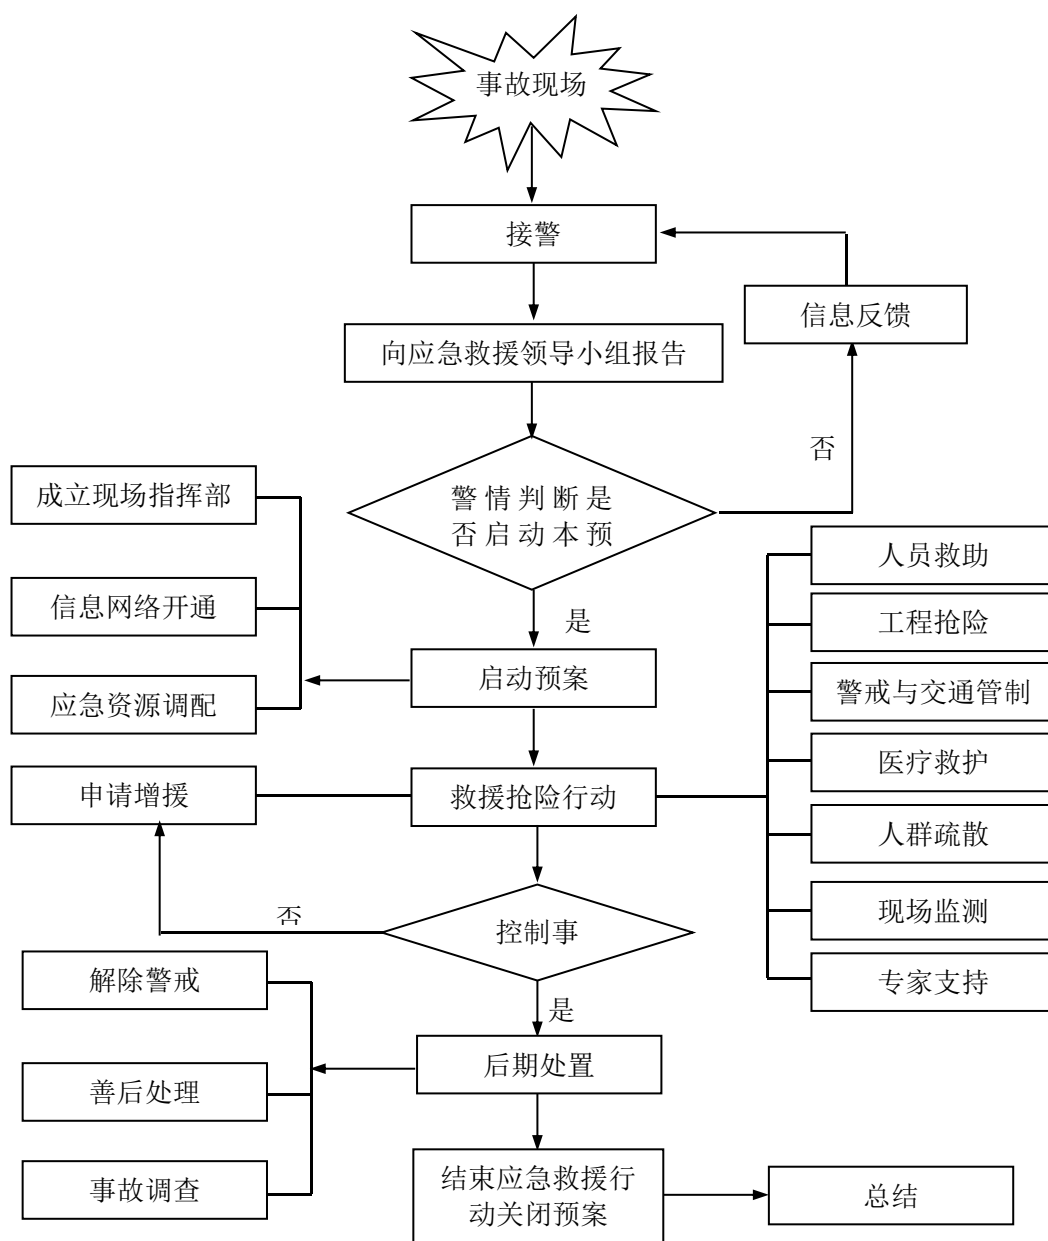 事故现场
接警
信息反馈
向应急救援领导小组报告
否
成立现场指挥部
警情判断是
否启动本预
人员救助
信息网络开通
工程抢险
是
启动预案
警戒与交通管制
应急资源调配
医疗救护
申请增援
救援抢险行动
人群疏散
现场监测
否
控制事
解除警戒
专家支持
是
后期处置
善后处理
事故调查
结束应急救援行
动关闭预案
总结